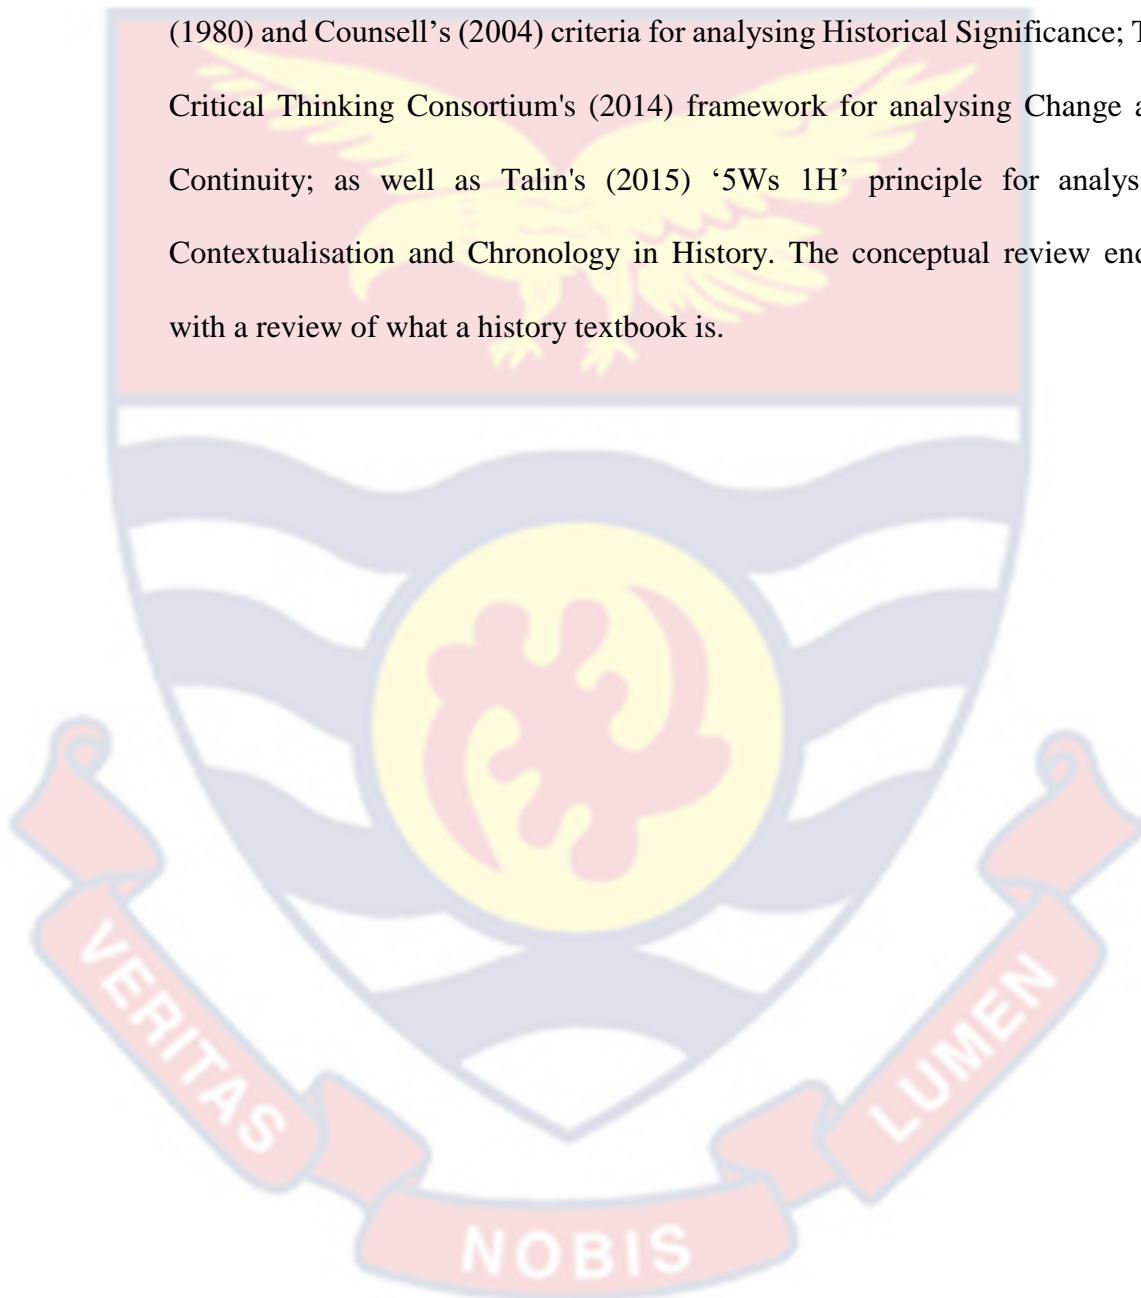 (1980) and Counsell’s (2004) criteria for analysing Historical Significance; T
Critical Thinking Consortium's (2014) framework for analysing Change a
Continuity; as well as Talin's (2015) ‘5Ws 1H’ principle for analysi
Contextualisation and Chronology in History. The conceptual review end
with a review of what a history textbook is.
VERITAS
NOBIS
LUMEN